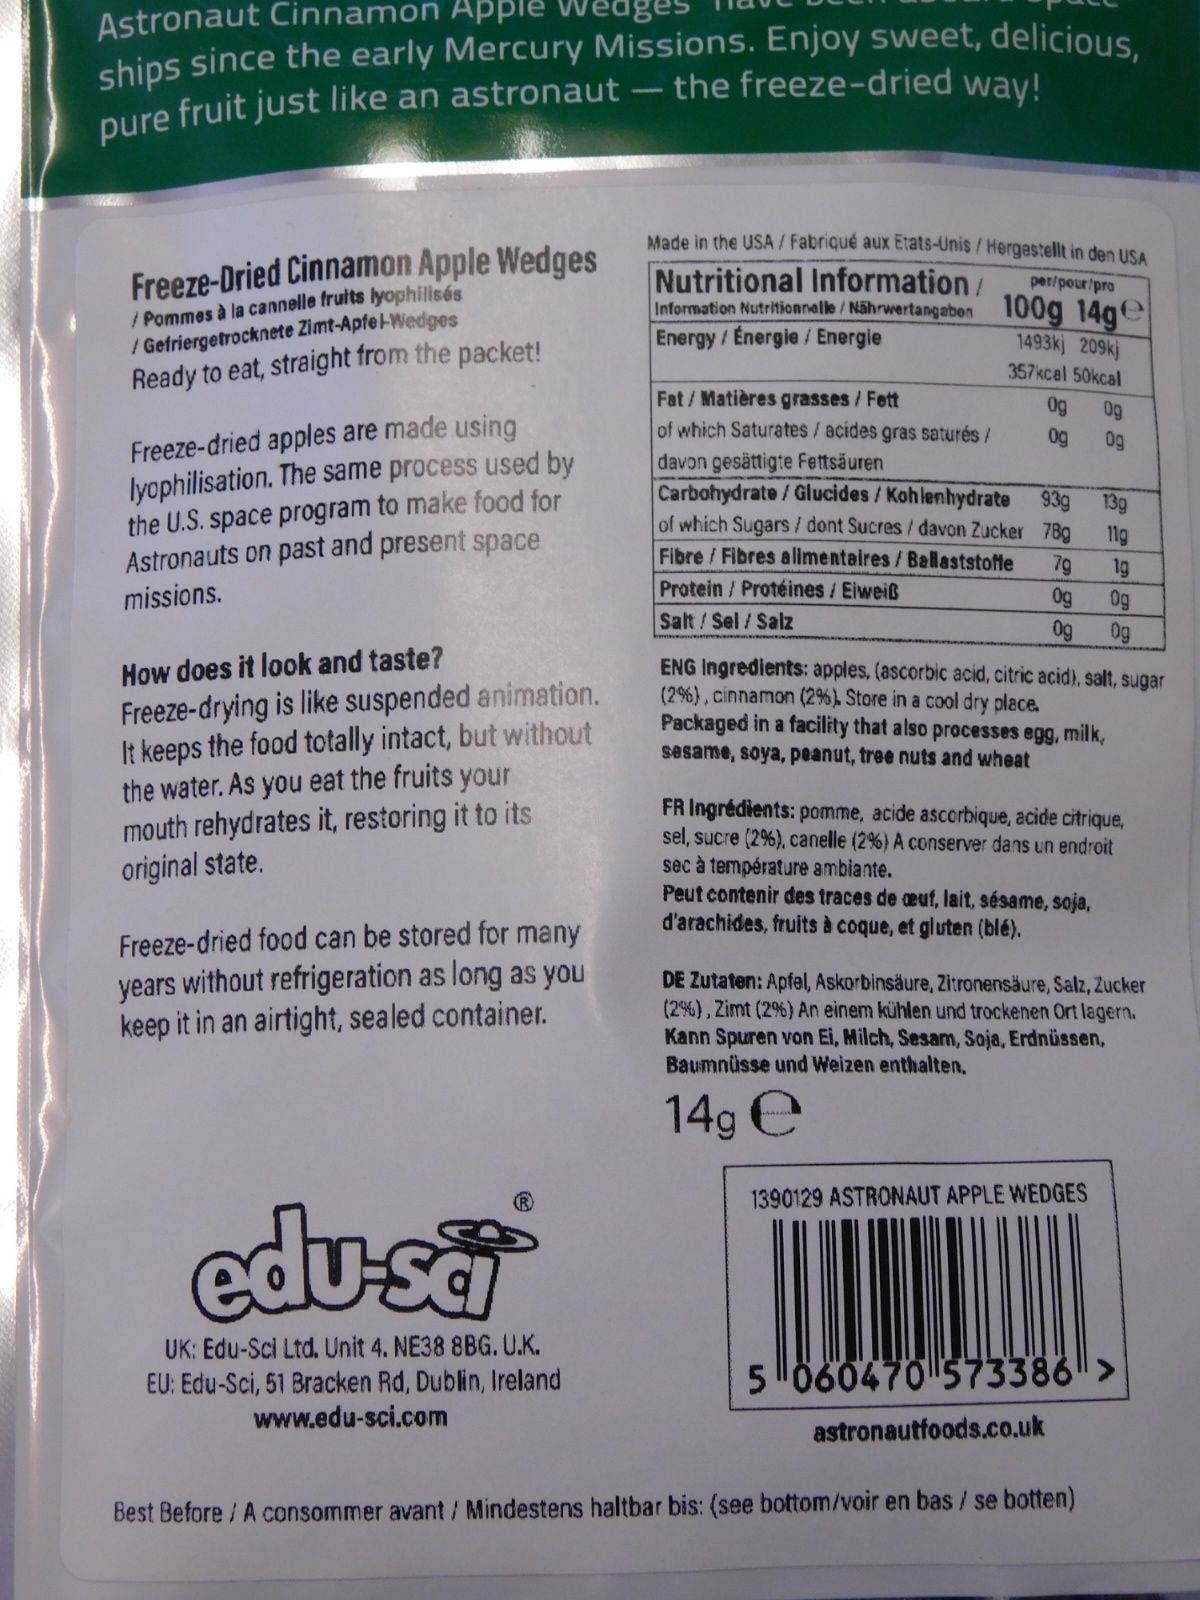 Astronaut Cinnamon Apple Wedges
ships since the early Mercury Missions. Enjoy sweet, delicious,
pure fruit just like an astronaut — the freeze-dried way!
Freeze-Dried Cinnamon Apple Wedges
/ Pommes à la cannelle fruits lyophilisés
/ Gefriergetrocknete Zimt-Apfel-Wedges
Ready to eat, straight from the packet!
Freeze-dried apples are made using
lyophilisation. The same process used by
the U.S. space program to make food for
Astronauts on past and present space
missions.
How does it look and taste?
Freeze-drying is like suspended animation.
It keeps the food totally intact, but without
the water. As you eat the fruits your
mouth rehydrates it, restoring it to its
original state.
Freeze-dried food can be stored for many
years without refrigeration as long as you
keep it in an airtight, sealed container.
edu-sci®
UK: Edu-Sci Ltd. Unit 4. NE38 8BG. U.K.
EU: Edu-Sci, 51 Bracken Rd, Dublin, Ireland
www.edu-sci.com
Made in the USA / Fabriqué aux Etats-Unis / Hergestellt in den USA
Nutritional Information / per/pour/pro
Information Nutritionnelle / Nährwertangaben 100g 14g e
Energy / Énergie / Energie 1493kj 209kj
357kcal 50kcal
Fat / Matières grasses / Fett 0g 0g
of which Saturates / acides gras saturés / 0g 0g
davon gesättigte Fettsäuren
Carbohydrate / Glucides / Kohlenhydrate 93g 13g
of which Sugars / dont Sucres / davon Zucker 78g 11g
Fibre / Fibres alimentaires / Ballaststoffe 7g 1g
Protein / Protéines / Eiweiß 0g 0g
Salt / Sel / Salz 0g 0g
ENG Ingredients: apples, (ascorbic acid, citric acid), salt, sugar
(2%), cinnamon (2%). Store in a cool dry place.
Packaged in a facility that also processes egg, milk,
sesame, soya, peanut, tree nuts and wheat
FR Ingrédients: pomme, acide ascorbique, acide citrique,
sel, sucre (2%), canelle (2%) A conserver dans un endroit
sec à température ambiante.
Peut contenir des traces de œuf, lait, sésame, soja,
d'arachides, fruits à coque, et gluten (blé).
DE Zutaten: Apfel, Askorbinsäure, Zitronensäure, Salz, Zucker
(2%), Zimt (2%) An einem kühlen und trockenen Ort lagern.
Kann Spuren von Ei, Milch, Sesam, Soja, Erdnüssen,
Baumnüsse und Weizen enthalten.
14g e
1390129 ASTRONAUT APPLE WEDGES
5 060470 573386 >
astronautfoods.co.uk
Best Before / A consommer avant / Mindestens haltbar bis: (see bottom/voir en bas / se botten)